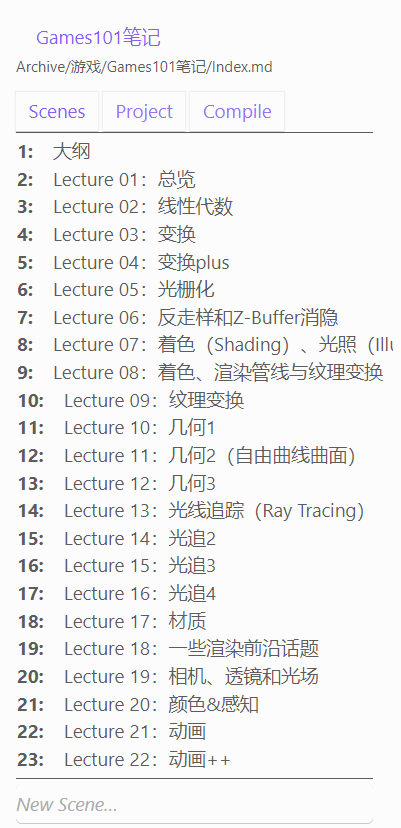 Games101笔记
Archive/游戏/Games101笔记/Index.md
Scenes Project Compile
1: 大纲
2: Lecture 01：总览
3: Lecture 02：线性代数
4: Lecture 03：变换
5: Lecture 04：变换plus
6: Lecture 05：光栅化
7: Lecture 06：反走样和Z-Buffer消隐
8: Lecture 07：着色（Shading）、光照（Illu
9: Lecture 08：着色、渲染管线与纹理变换
10: Lecture 09：纹理变换
11: Lecture 10：几何1
12: Lecture 11：几何2（自由曲线曲面）
13: Lecture 12：几何3
14: Lecture 13：光线追踪（Ray Tracing）
15: Lecture 14：光追2
16: Lecture 15：光追3
17: Lecture 16：光追4
18: Lecture 17：材质
19: Lecture 18：一些渲染前沿话题
20: Lecture 19：相机、透镜和光场
21: Lecture 20：颜色&感知
22: Lecture 21：动画
23: Lecture 22：动画++
New Scene...